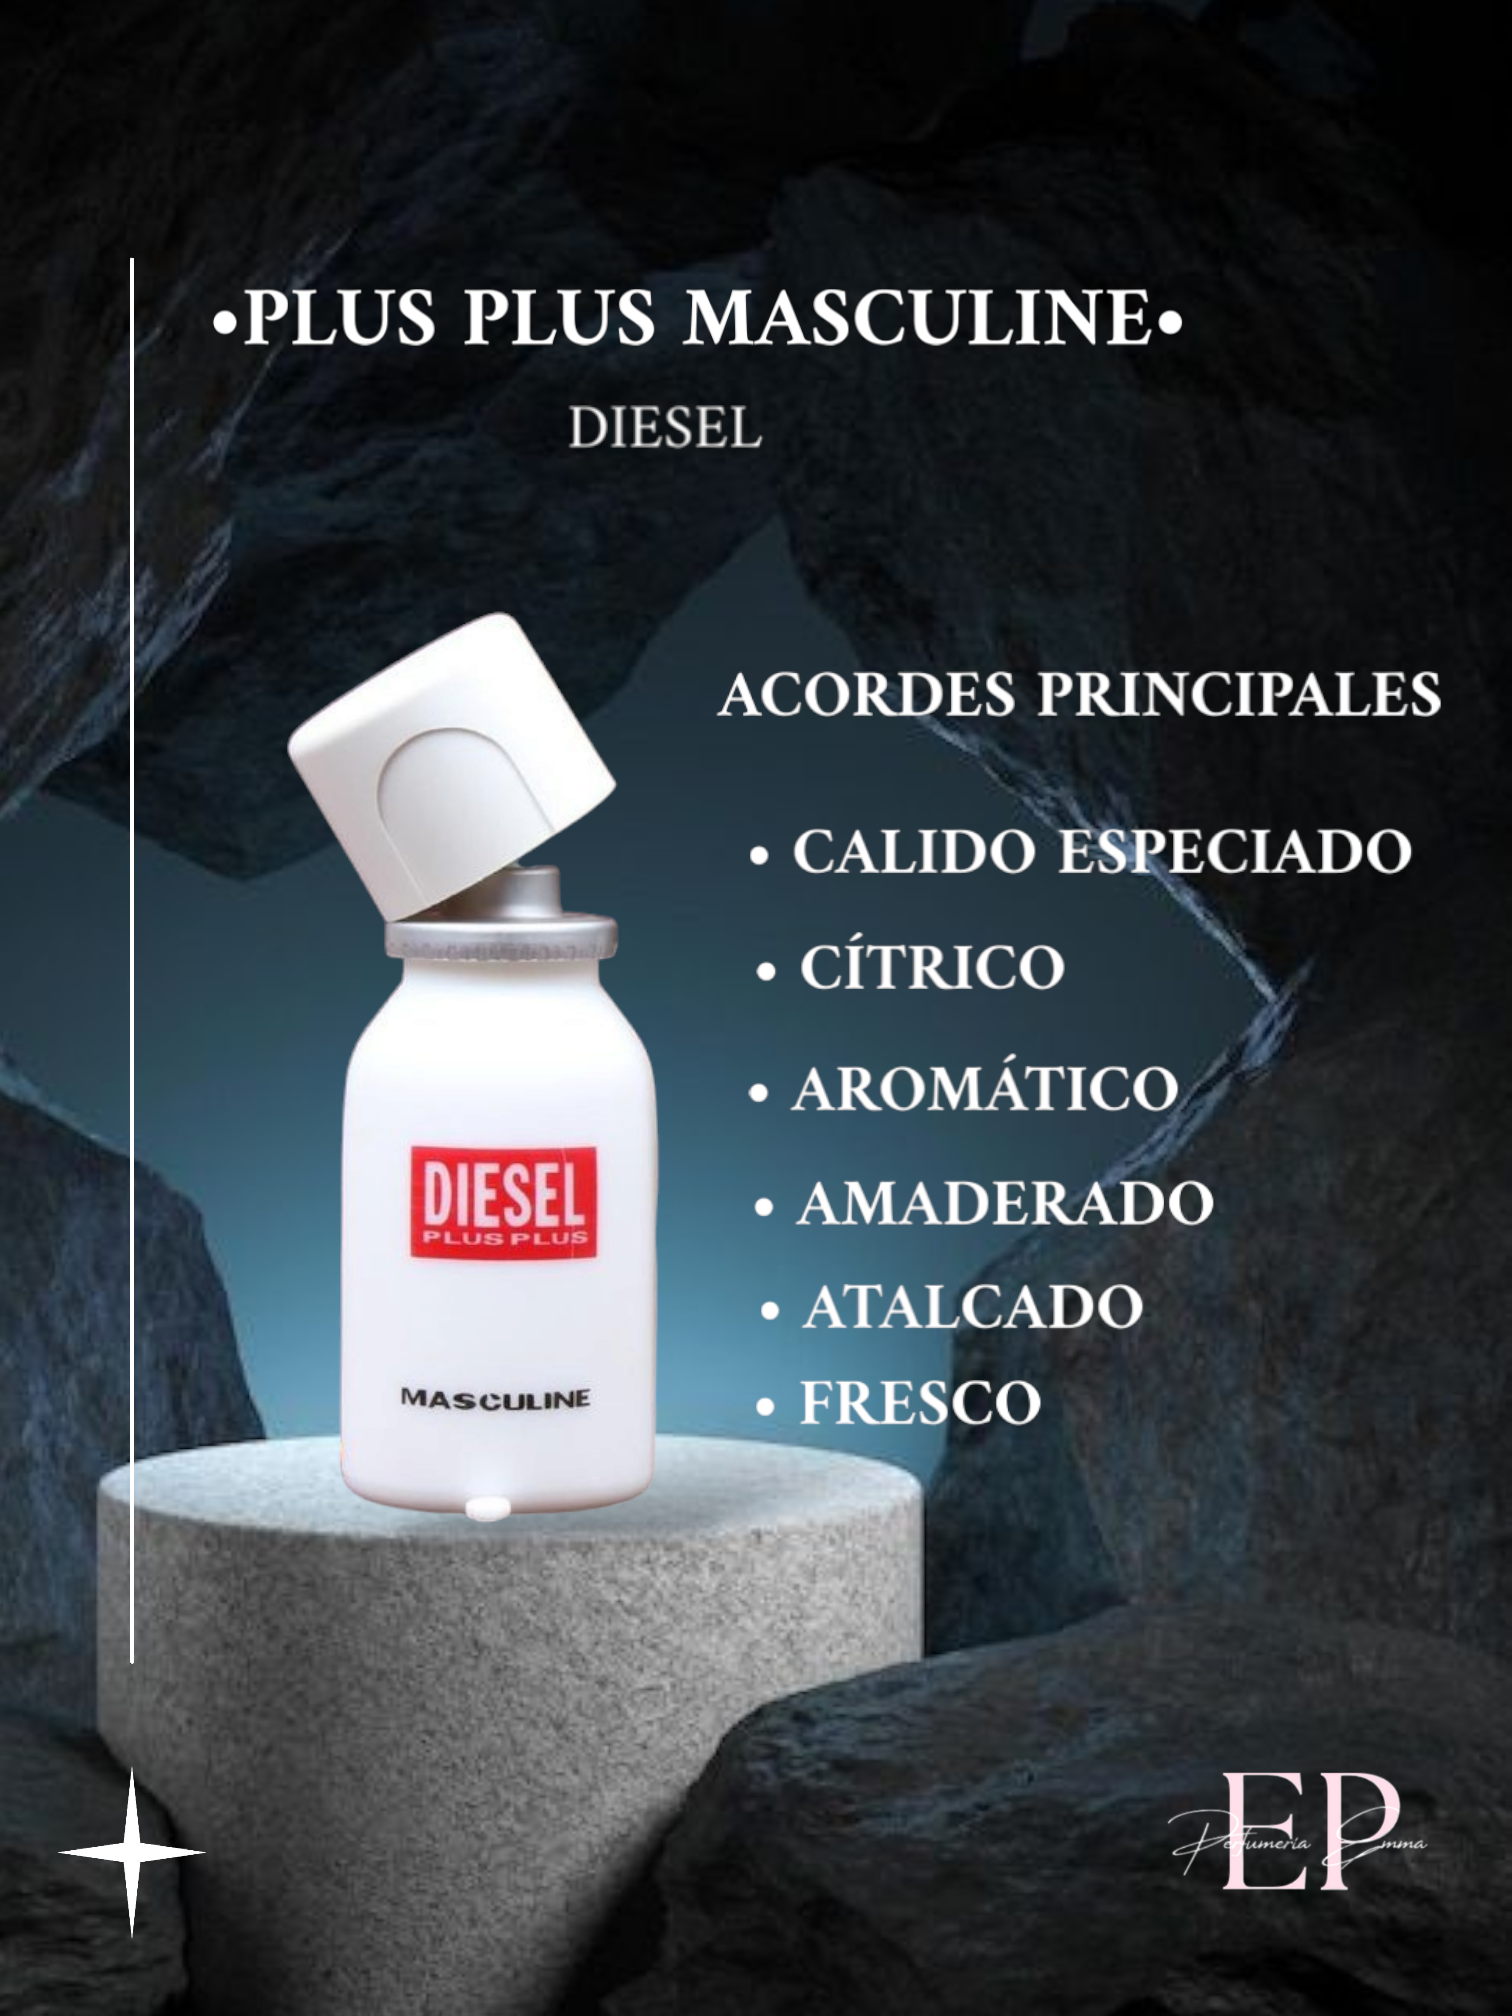 •PLUS PLUS MASCULINE•
DIESEL
ACORDES PRINCIPALES
• CALIDO ESPECIADO
• CÍTRICO
• AROMÁTICO
• AMADERADO
• ATALCADO
• FRESCO
DIESEL
PLUS PLUS
MASCULINE
EP
Perfumeria Emma